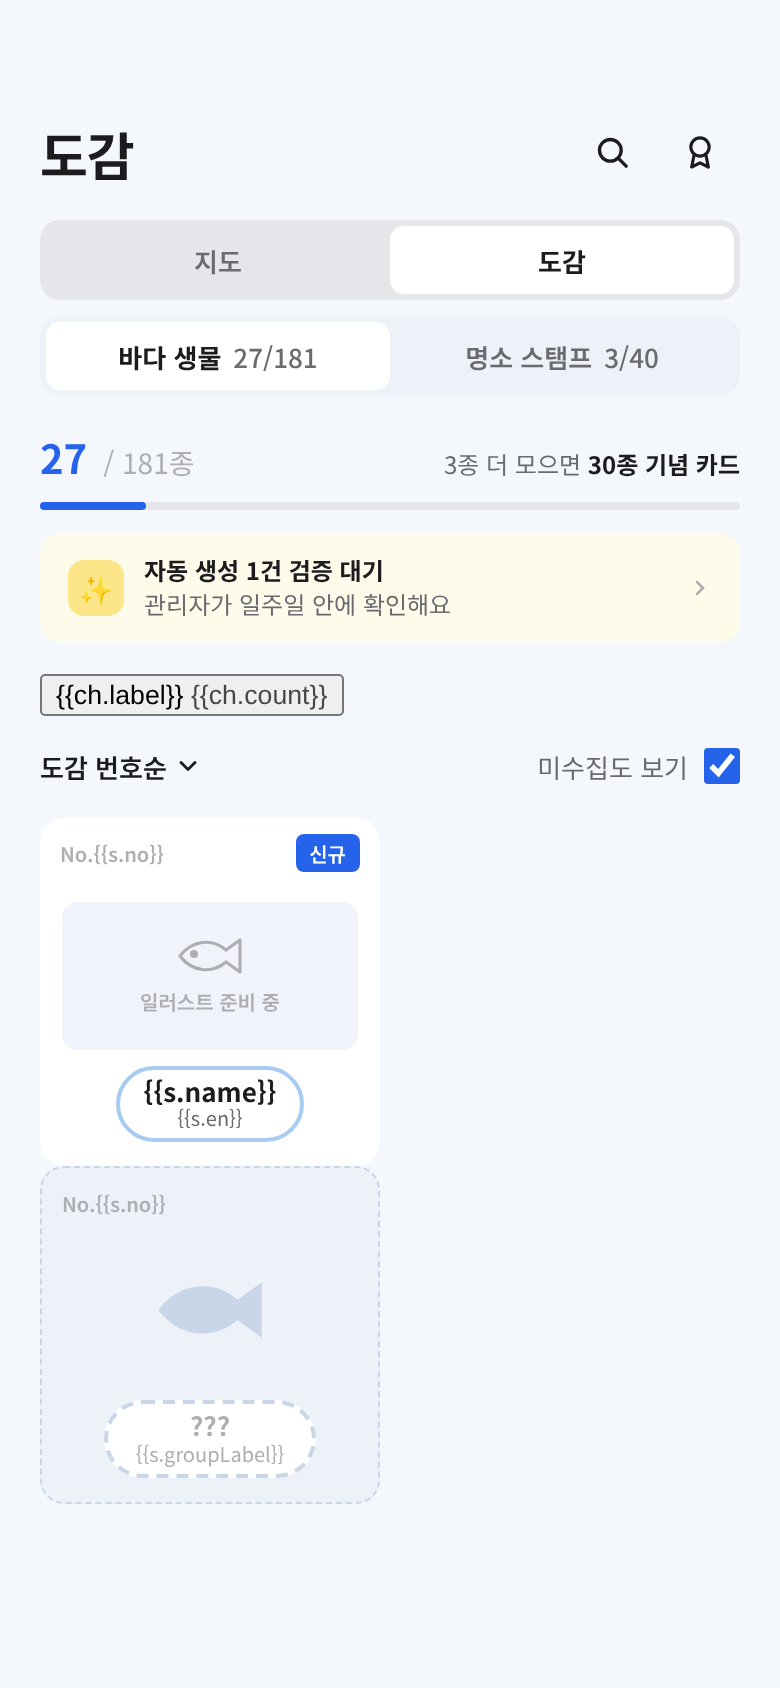 도감
지도
도감
바다 생물 27/181
명소 스탬프 3/40
27 / 181종
3종 더 모으면 30종 기념 카드
자동 생성 1건 검증 대기
관리자가 일주일 안에 확인해요
{{ch.label}} {{ch.count}}
도감 번호순
미수집도 보기
No.{{s.no}}
신규
일러스트 준비 중
{{s.name}}
{{s.en}}
No.{{s.no}}
???
{{s.groupLabel}}